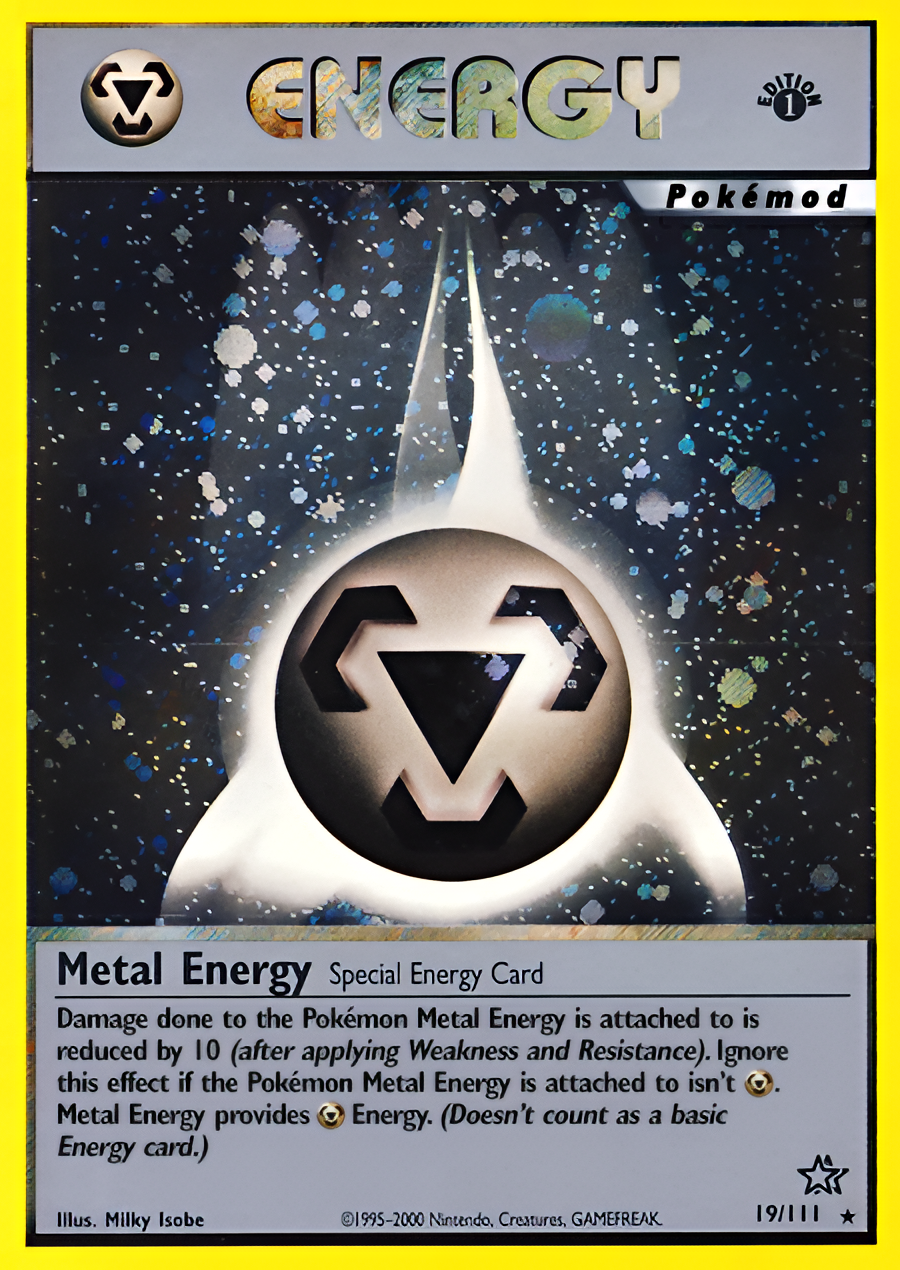 ENERGY
EDITION
1
Pokémod
Metal Energy Special Energy Card
Damage done to the Pokémon Metal Energy is attached to is
reduced by 10 (after applying Weakness and Resistance). Ignore
this effect if the Pokémon Metal Energy is attached to isn't .
Metal Energy provides Energy. (Doesn't count as a basic
Energy card.)
Illus. Milky Isobe
©1995-2000 Nintendo, Creatures, GAMEFREAK.
19/111 ★